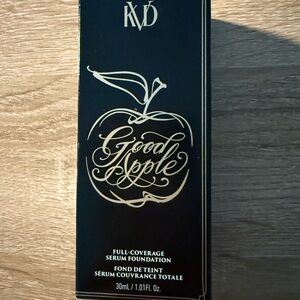 KVD
Good
Apple
FULL-COVERAGE
SERUM FOUNDATION
FOND DE TEINT
SÉRUM COUVRANCE TOTALE
30mL / 1.01Fl. Oz.